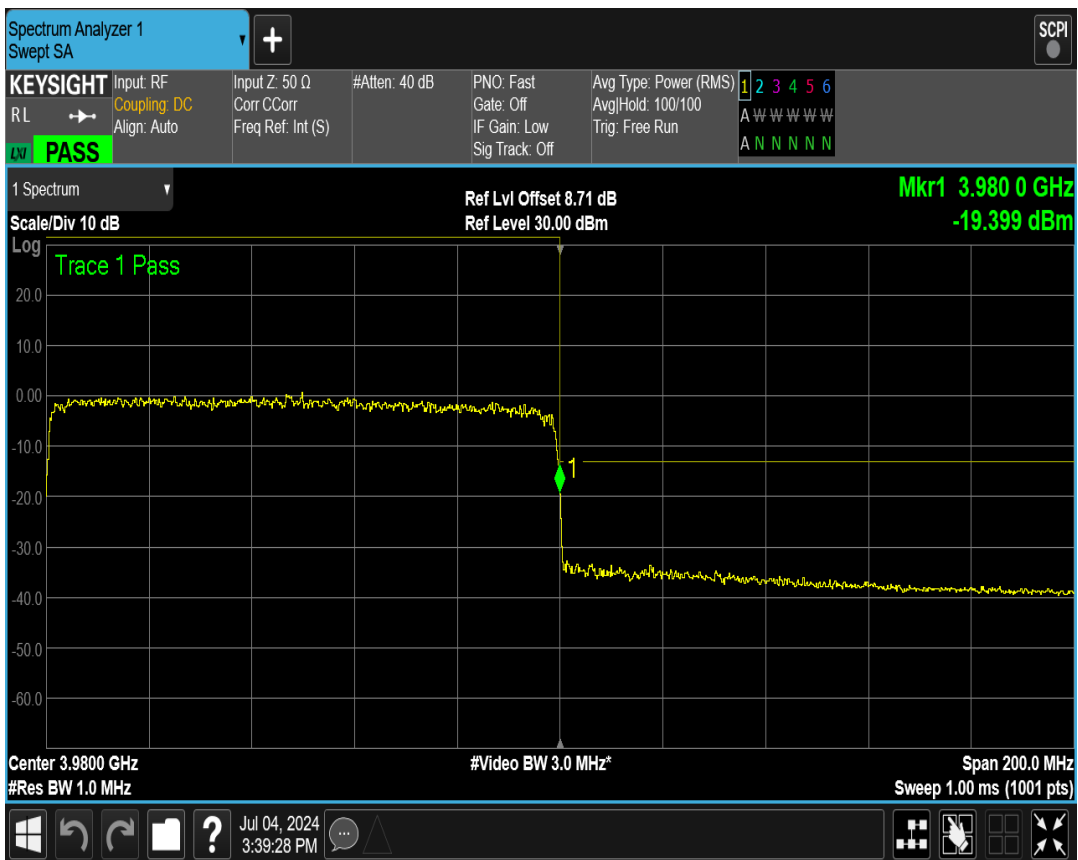 Spectrum Analyzer 1
Swept SA
+
SCPI
KEYSIGHT
RL
LXI
PASS
Input: RF
Coupling: DC
Align: Auto
Input Z: 50 Ω
Corr CCorr
Freq Ref: Int (S)
#Atten: 40 dB
PNO: Fast
Gate: Off
IF Gain: Low
Sig Track: Off
Avg Type: Power (RMS)
Avg|Hold: 100/100
Trig: Free Run
1 2 3 4 5 6
A W W W W W
A N N N N N
1 Spectrum
Scale/Div 10 dB
Ref Lvl Offset 8.71 dB
Ref Level 30.00 dBm
Mkr1 3.980 0 GHz
-19.399 dBm
Log
Trace 1 Pass
20.0
10.0
0.00
-10.0
1
-20.0
-30.0
-40.0
-50.0
-60.0
Center 3.9800 GHz
#Res BW 1.0 MHz
#Video BW 3.0 MHz*
Span 200.0 MHz
Sweep 1.00 ms (1001 pts)
?
Jul 04, 2024
3:39:28 PM